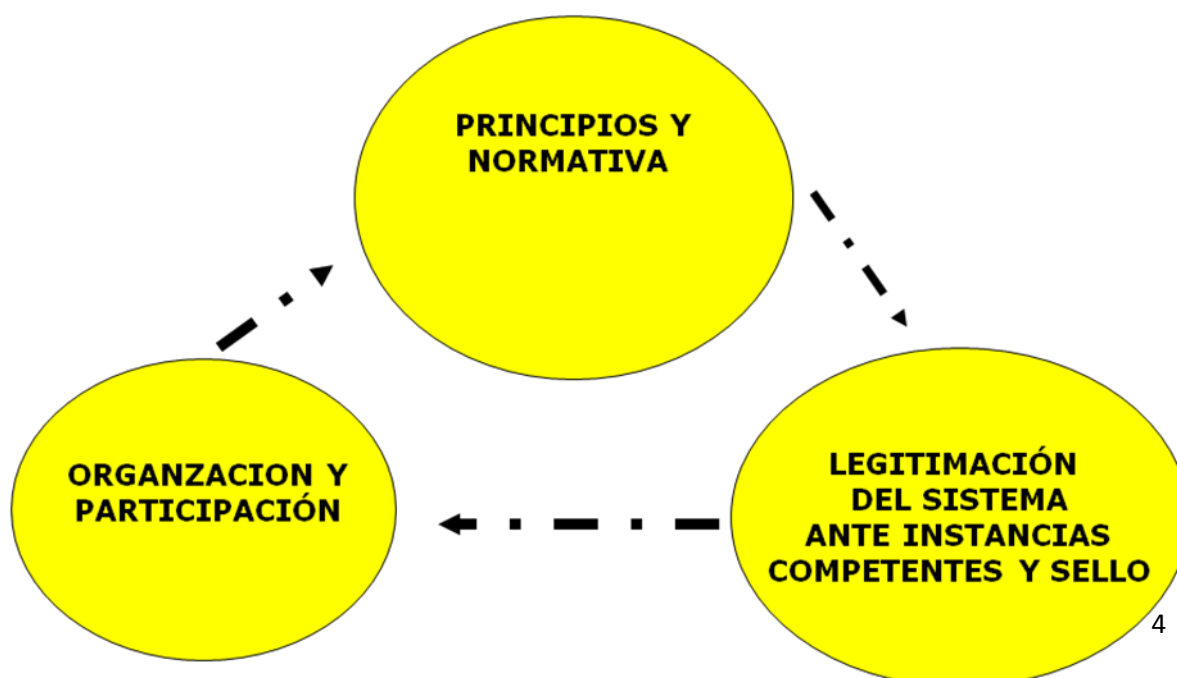 PRINCIPIOS Y
NORMATIVA
ORGANZACION Y
PARTICIPACIÓN
LEGITIMACIÓN
DEL SISTEMA
ANTE INSTANCIAS
COMPETENTES Y SELLO
4